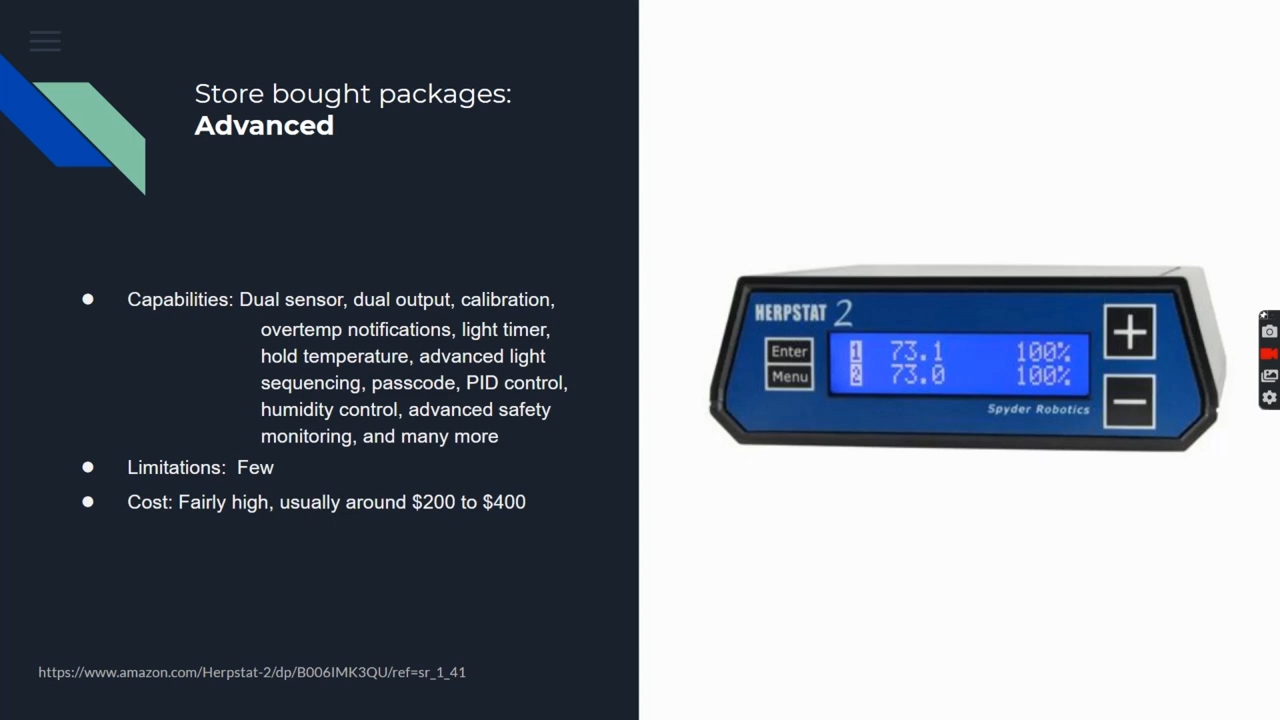 Store bought packages:
Advanced
● Capabilities: Dual sensor, dual output, calibration,
overtemp notifications, light timer,
hold temperature, advanced light
sequencing, passcode, PID control,
humidity control, advanced safety
monitoring, and many more
● Limitations: Few
● Cost: Fairly high, usually around $200 to $400
https://www.amazon.com/Herpstat-2/dp/B006IMK3QU/ref=sr_1_41
HERPSTAT 2
Enter
Menu
1 73.1 100%
2 73.0 100%
+
−
Spyder Robotics